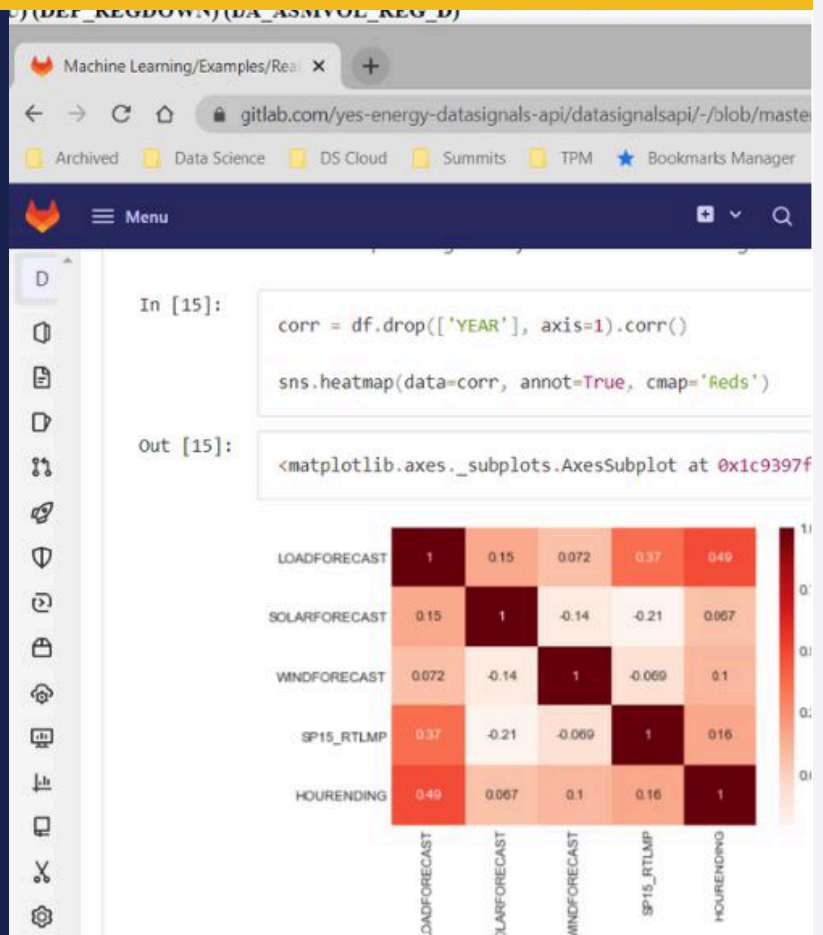 (DEP_REGDOWN) (DA_ASMVOL_REG_D)
Machine Learning/Examples/Rea
gitlab.com/yes-energy-datasignals-api/datasignalsapi/-/blob/maste
Archived Data Science DS Cloud Summits TPM Bookmarks Manager
Menu
D
In [15]:
corr = df.drop(['YEAR'], axis=1).corr()
sns.heatmap(data=corr, annot=True, cmap='Reds')
Out [15]:
<matplotlib.axes._subplots.AxesSubplot at 0x1c9397f
LOADFORECAST 1 0.15 0.072 0.37 0.49
SOLARFORECAST 0.15 1 -0.14 -0.21 0.067
WINDFORECAST 0.072 -0.14 1 -0.069 0.1
SP15_RTLMP 0.37 -0.21 -0.069 1 0.16
HOURENDING 0.49 0.067 0.1 0.16 1
OADFORECAST OLARFORECAST WINDFORECAST SP15_RTLMP HOURENDING